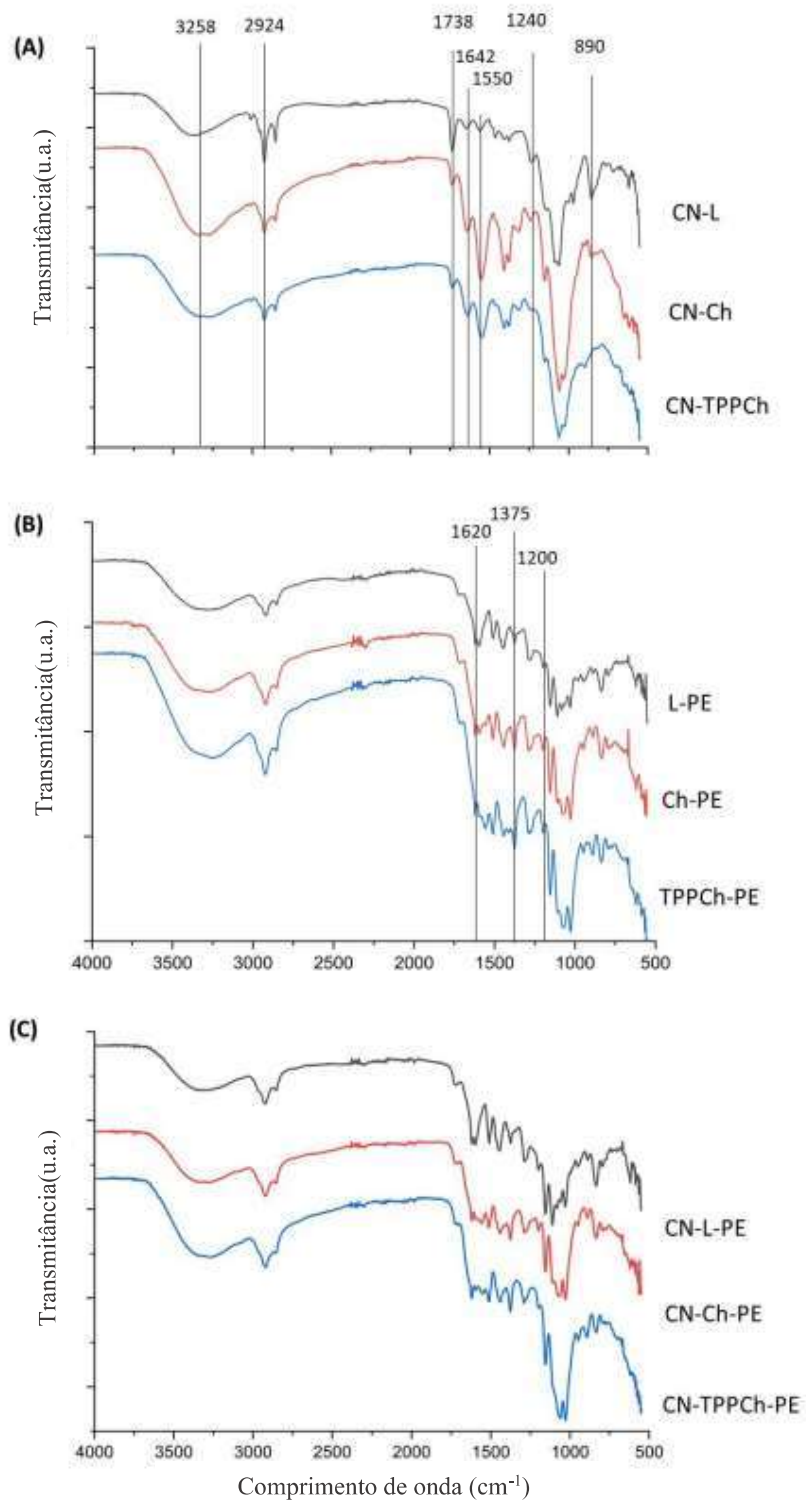 3258 2924 1738 1240
1642 890
1550
(A)
Transmitância(u.a.)
CN-L
CN-Ch
CN-TPPCh
(B)
1375
1620 1200
Transmitância(u.a.)
L-PE
Ch-PE
TPPCh-PE
4000 3500 3000 2500 2000 1500 1000 500
(C)
Transmitância(u.a.)
CN-L-PE
CN-Ch-PE
CN-TPPCh-PE
4000 3500 3000 2500 2000 1500 1000 500
Comprimento de onda (cm⁻¹)